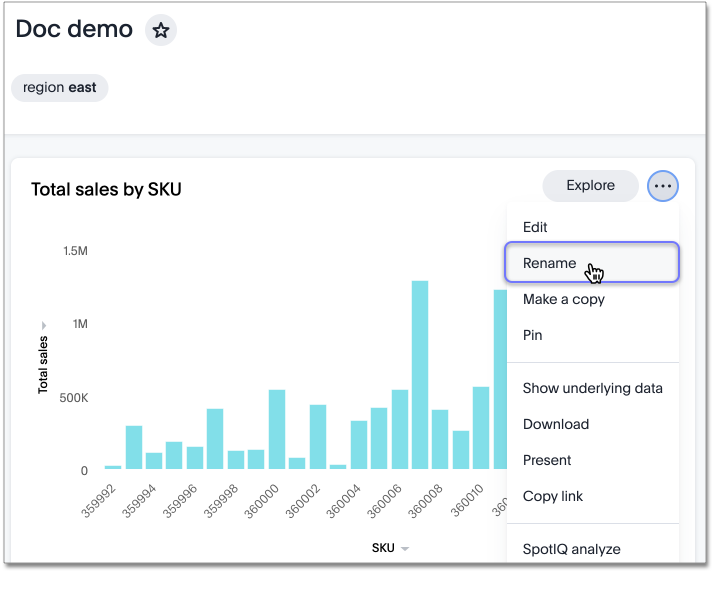 Doc demo
region east
Total sales by SKU
Explore
Edit
Rename
Make a copy
Pin
Show underlying data
Download
Present
Copy link
SpotIQ analyze
1.5M
1M
500K
0
Total sales
359992
359994
359996
359998
360000
360002
360004
360006
360008
360010
SKU